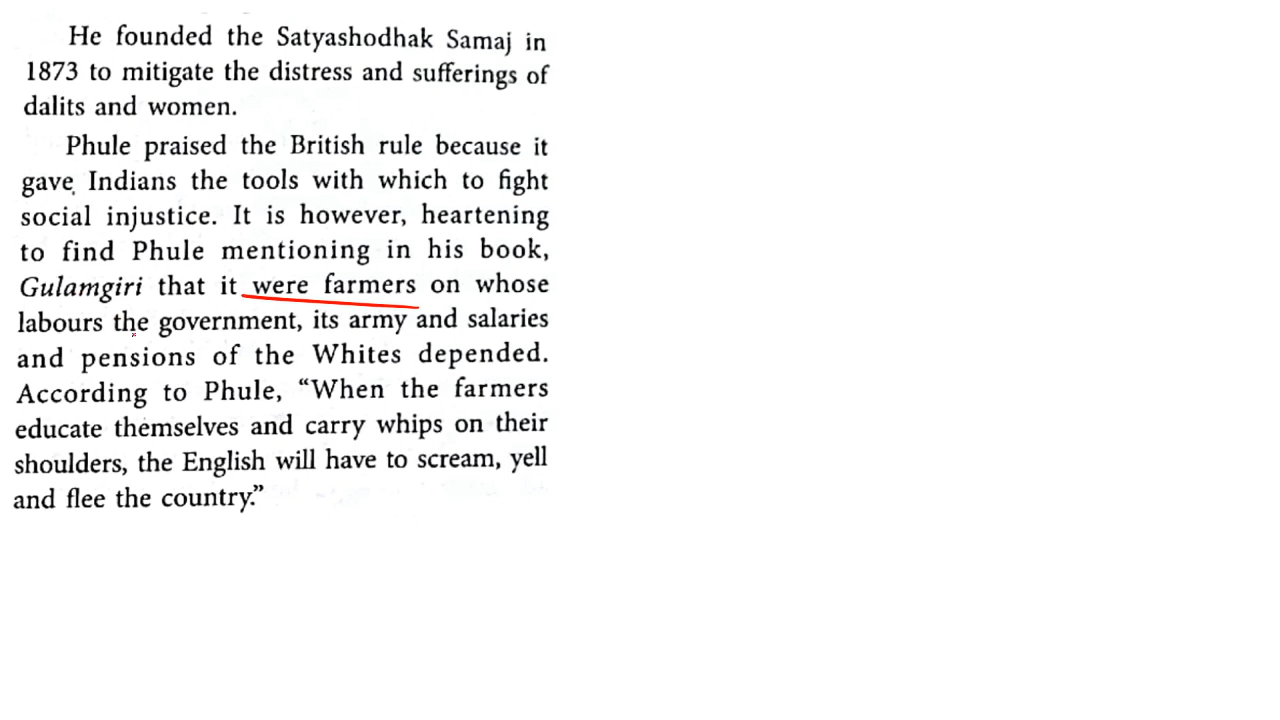 He founded the Satyashodhak Samaj in
1873 to mitigate the distress and sufferings of
dalits and women.
Phule praised the British rule because it
gave Indians the tools with which to fight
social injustice. It is however, heartening
to find Phule mentioning in his book,
Gulamgiri that it were farmers on whose
labours the government, its army and salaries
and pensions of the Whites depended.
According to Phule, “When the farmers
educate themselves and carry whips on their
shoulders, the English will have to scream, yell
and flee the country.”